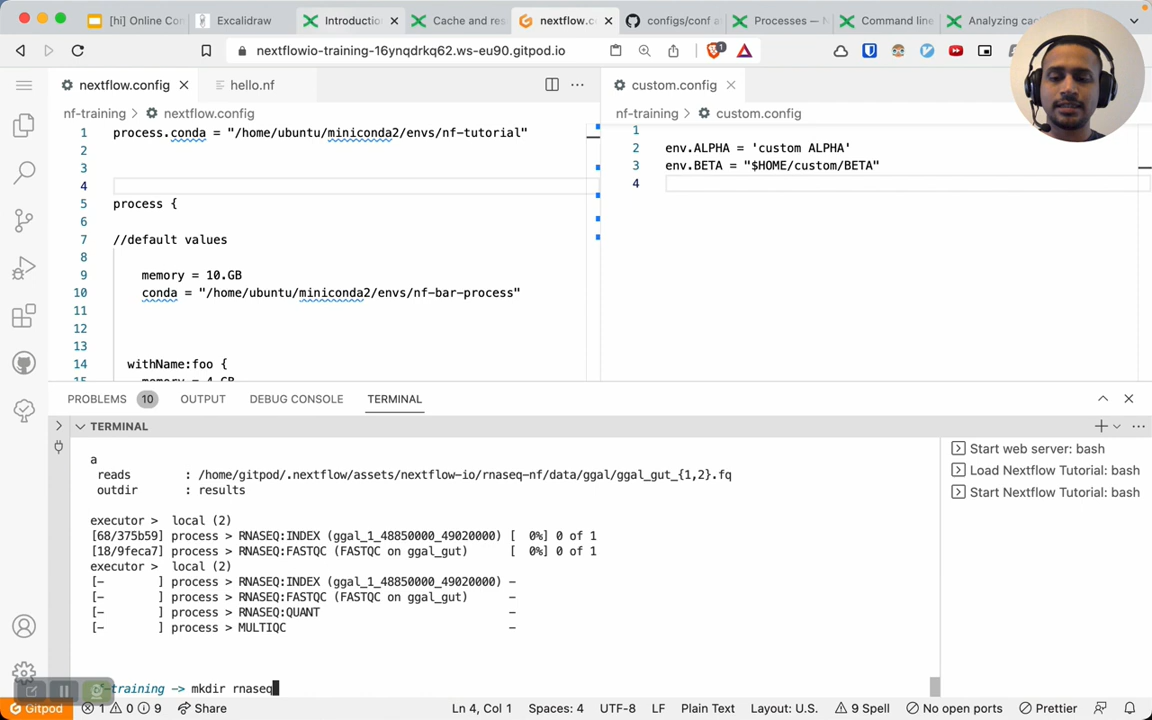 [hi] Online Con
Excalidraw
Introductio
Cache and res
nextflow.co
configs/conf a
Processes — N
Command line
Analyzing cac
nextflowio-training-16ynqdrkq62.ws-eu90.gitpod.io
1
nextflow.config
hello.nf
custom.config
nf-training > nextflow.config
nf-training > custom.config
1 process.conda = "/home/ubuntu/miniconda2/envs/nf-tutorial"
2
3
4
5 process {
6
7 //default values
8
9 memory = 10.GB
10 conda = "/home/ubuntu/miniconda2/envs/nf-bar-process"
11
12
13
14 withName:foo {
15 memory = 4.GB
1
2 env.ALPHA = 'custom ALPHA'
3 env.BETA = "$HOME/custom/BETA"
4
PROBLEMS 10 OUTPUT DEBUG CONSOLE TERMINAL
TERMINAL
a
reads : /home/gitpod/.nextflow/assets/nextflow-io/rnaseq-nf/data/ggal/ggal_gut_{1,2}.fq
outdir : results
executor > local (2)
[68/375b59] process > RNASEQ:INDEX (ggal_1_48850000_49020000) [ 0%] 0 of 1
[18/9feca7] process > RNASEQ:FASTQC (FASTQC on ggal_gut) [ 0%] 0 of 1
executor > local (2)
[- ] process > RNASEQ:INDEX (ggal_1_48850000_49020000) -
[- ] process > RNASEQ:FASTQC (FASTQC on ggal_gut) -
[- ] process > RNASEQ:QUANT -
[- ] process > MULTIQC -
-training -> mkdir rnaseq
Start web server: bash
Load Nextflow Tutorial: bash
Start Nextflow Tutorial: bash
Gitpod
1 0 9
Share
Ln 4, Col 1
Spaces: 4
UTF-8
LF
Plain Text
Layout: U.S.
9 Spell
No open ports
Prettier